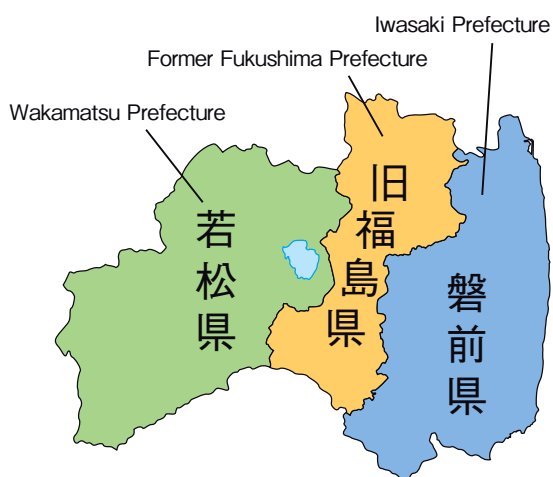 Iwasaki Prefecture
Former Fukushima Prefecture
Wakamatsu Prefecture
若松県
旧福島県
磐前県